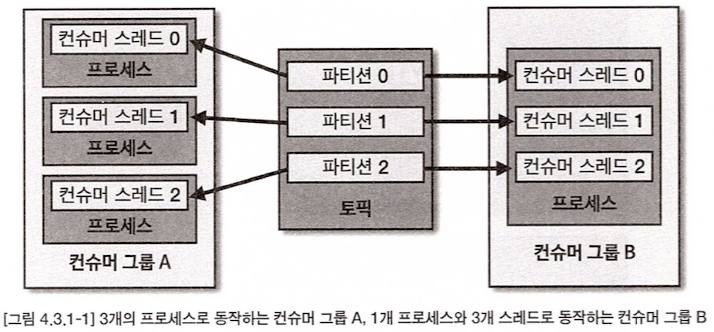 컨슈머 스레드 0
프로세스
컨슈머 스레드 1
프로세스
컨슈머 스레드 2
프로세스
컨슈머 그룹 A
파티션 0
파티션 1
파티션 2
토픽
컨슈머 스레드 0
컨슈머 스레드 1
컨슈머 스레드 2
프로세스
컨슈머 그룹 B
[그림 4.3.1-1] 3개의 프로세스로 동작하는 컨슈머 그룹 A, 1개 프로세스와 3개 스레드로 동작하는 컨슈머 그룹 B